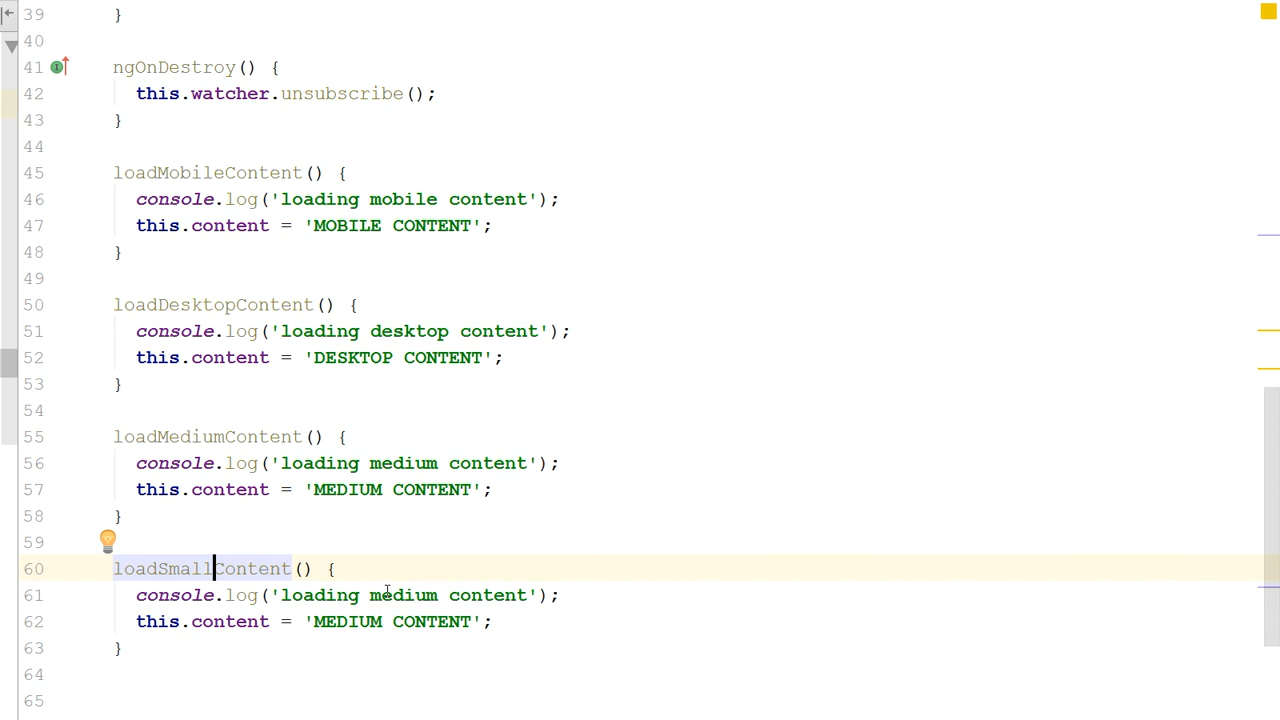 39 }
40
41 ngOnDestroy() {
42 this.watcher.unsubscribe();
43 }
44
45 loadMobileContent() {
46 console.log('loading mobile content');
47 this.content = 'MOBILE CONTENT';
48 }
49
50 loadDesktopContent() {
51 console.log('loading desktop content');
52 this.content = 'DESKTOP CONTENT';
53 }
54
55 loadMediumContent() {
56 console.log('loading medium content');
57 this.content = 'MEDIUM CONTENT';
58 }
59
60 loadSmallContent() {
61 console.log('loading medium content');
62 this.content = 'MEDIUM CONTENT';
63 }
64
65